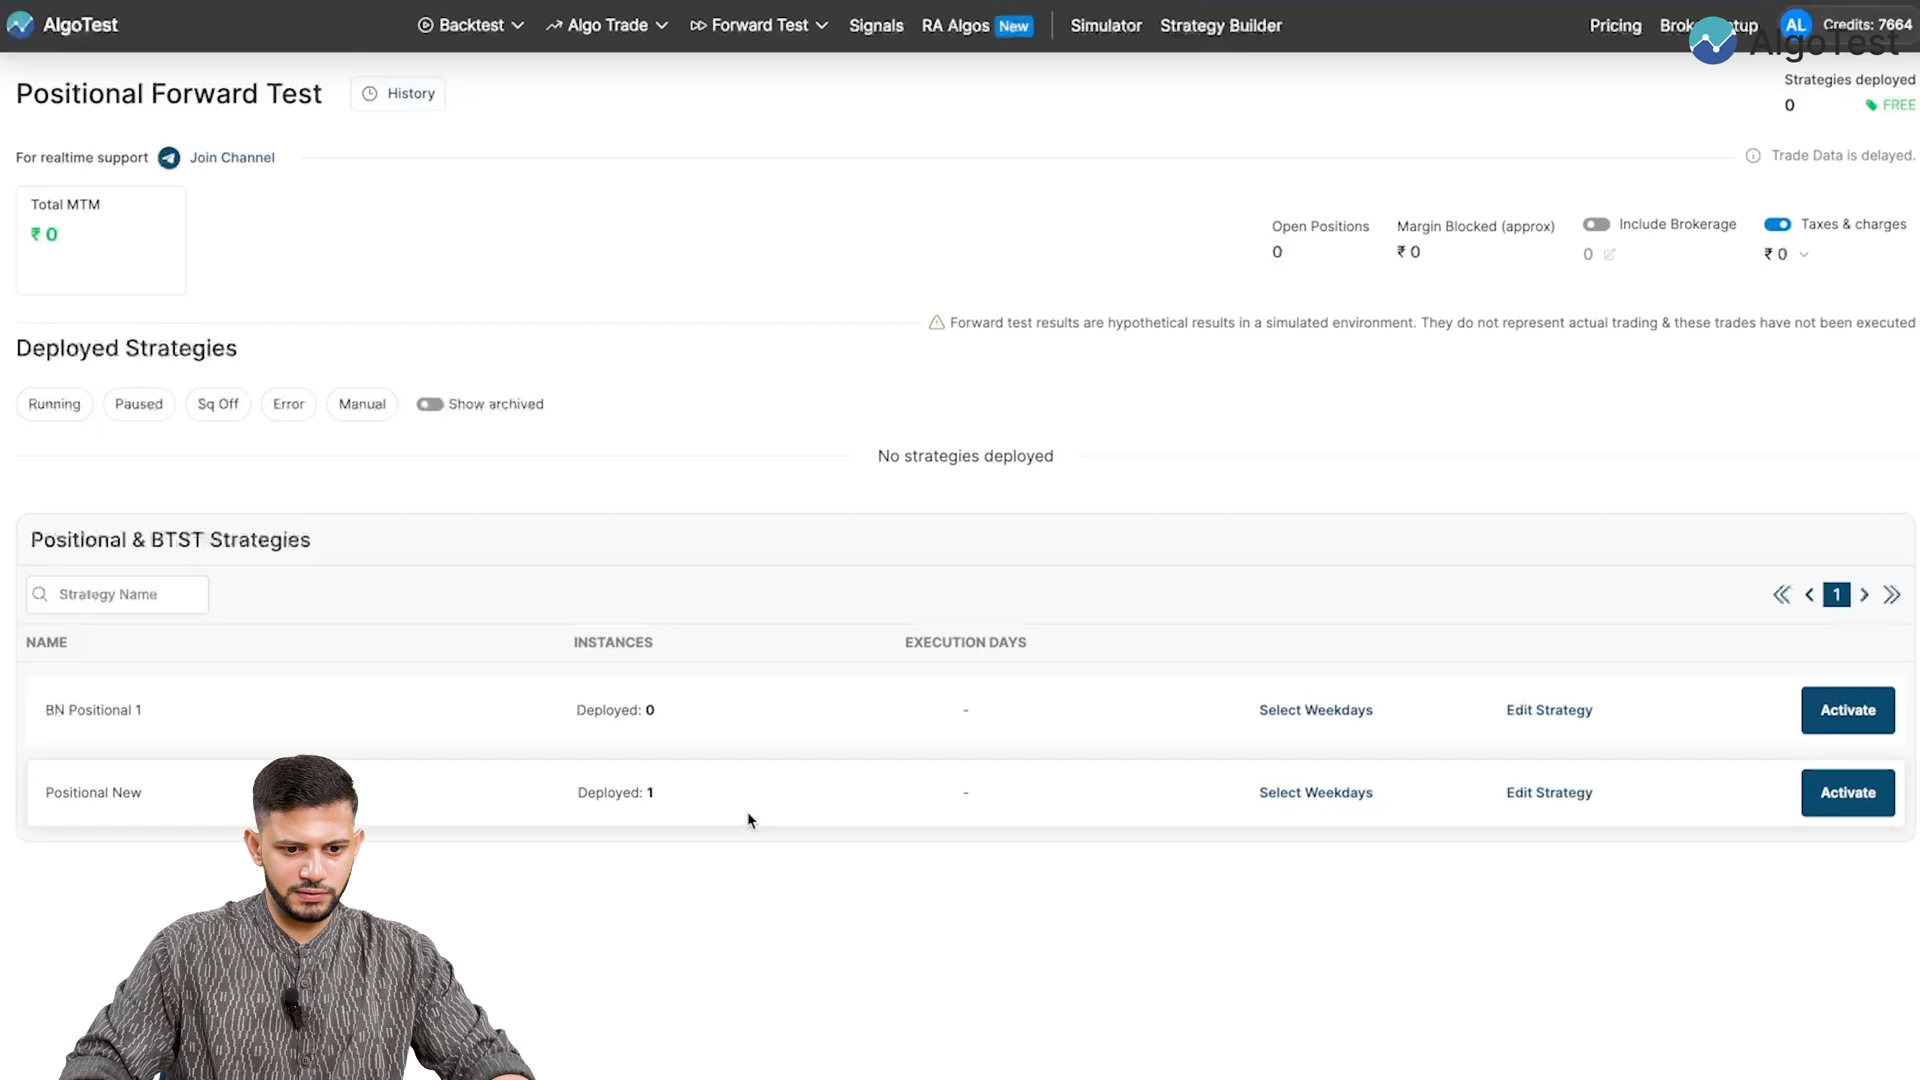 AlgoTest
Backtest
Algo Trade
Forward Test
Signals
RA Algos New
Simulator
Strategy Builder
Pricing
AL
Credits: 7664
AlgoTest
Positional Forward Test
History
Strategies deployed
0
FREE
For realtime support
Join Channel
Trade Data is delayed.
Total MTM
₹ 0
Open Positions
0
Margin Blocked (approx)
₹ 0
Include Brokerage
0
Taxes & charges
₹ 0
Forward test results are hypothetical results in a simulated environment. They do not represent actual trading & these trades have not been executed
Deployed Strategies
Running
Paused
Sq Off
Error
Manual
Show archived
No strategies deployed
Positional & BTST Strategies
Strategy Name
1
NAME
INSTANCES
EXECUTION DAYS
BN Positional 1
Deployed: 0
-
Select Weekdays
Edit Strategy
Activate
Positional New
Deployed: 1
-
Select Weekdays
Edit Strategy
Activate